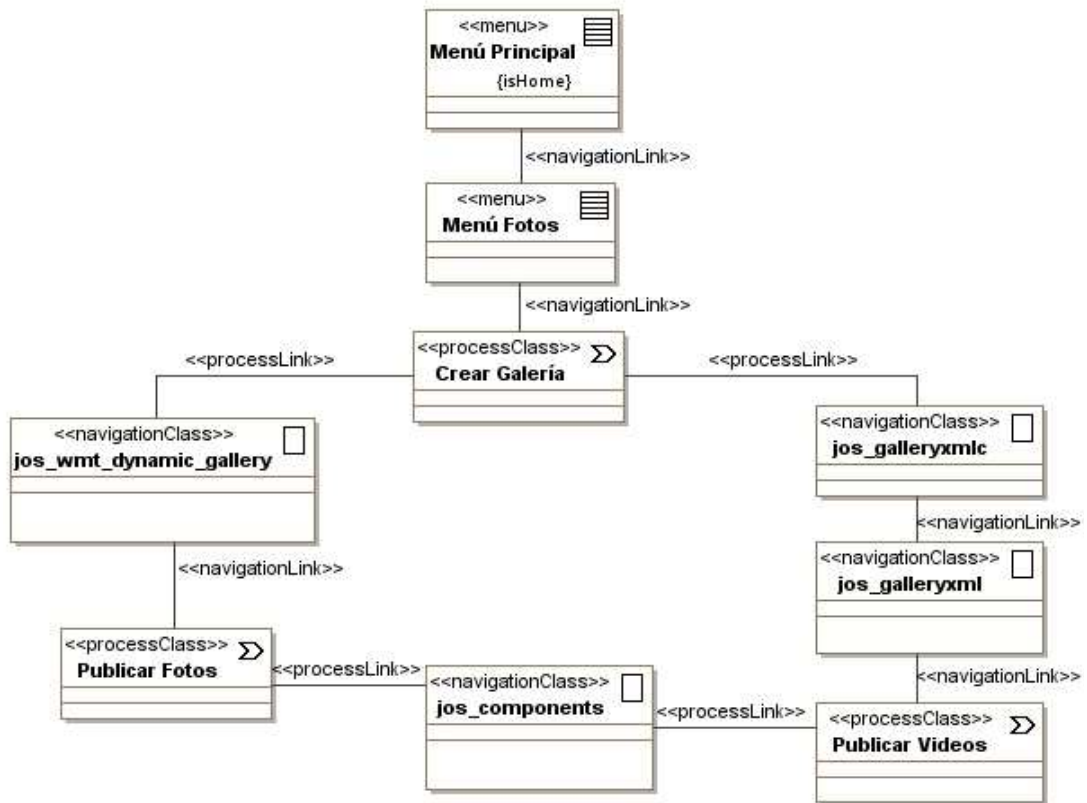 <<menu>>
Menú Principal
{isHome}
<<navigationLink>>
<<menu>>
Menú Fotos
<<navigationLink>>
<<processClass>>
Crear Galería
<<processLink>>
<<processLink>>
<<navigationClass>>
jos_wmt_dynamic_gallery
<<navigationClass>>
jos_galleryxmlc
<<navigationLink>>
<<navigationClass>>
jos_galleryxml
<<navigationLink>>
<<processClass>>
Publicar Fotos
<<processLink>>
<<navigationClass>>
jos_components
<<navigationLink>>
<<processLink>>
<<processClass>>
Publicar Videos